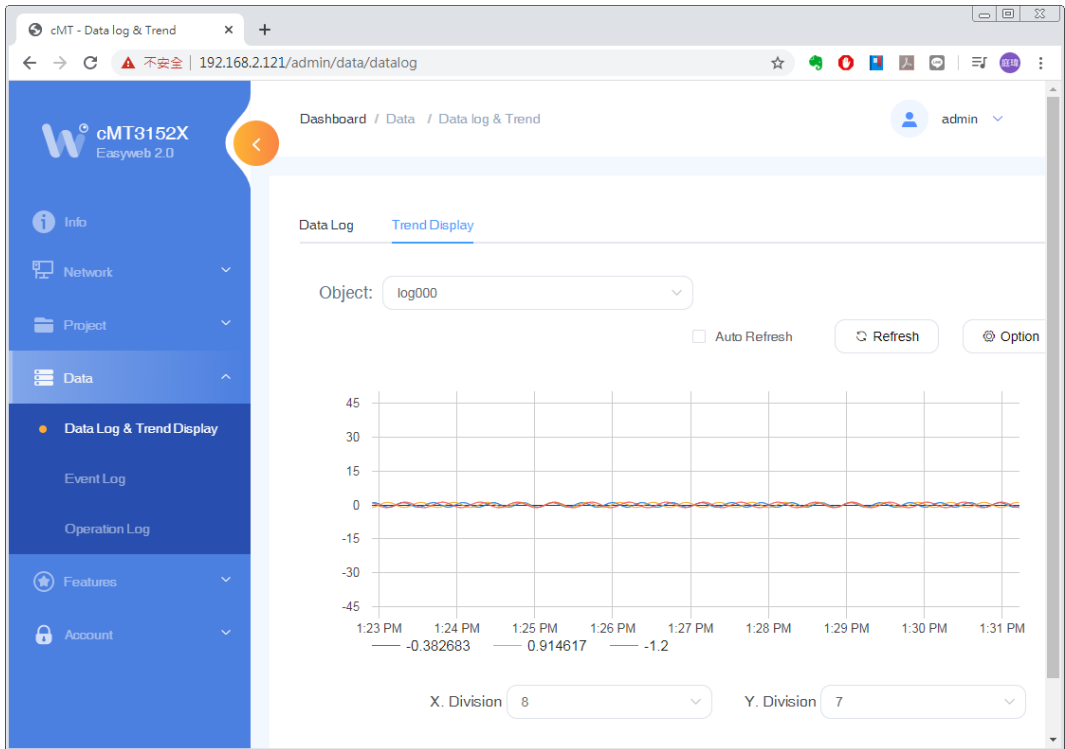 cMT - Data log & Trend
不安全 192.168.2.121/admin/data/datalog
庭瑋
cMT3152X
Easyweb 2.0
Info
Network
Project
Data
Data Log & Trend Display
Event Log
Operation Log
Features
Account
Dashboard / Data / Data log & Trend
admin
Data Log
Trend Display
Object: log000
Auto Refresh
Refresh
Option
45
30
15
0
-15
-30
-45
1:23 PM 1:24 PM 1:25 PM 1:26 PM 1:27 PM 1:28 PM 1:29 PM 1:30 PM 1:31 PM
-0.382683 0.914617 -1.2
X. Division 8
Y. Division 7